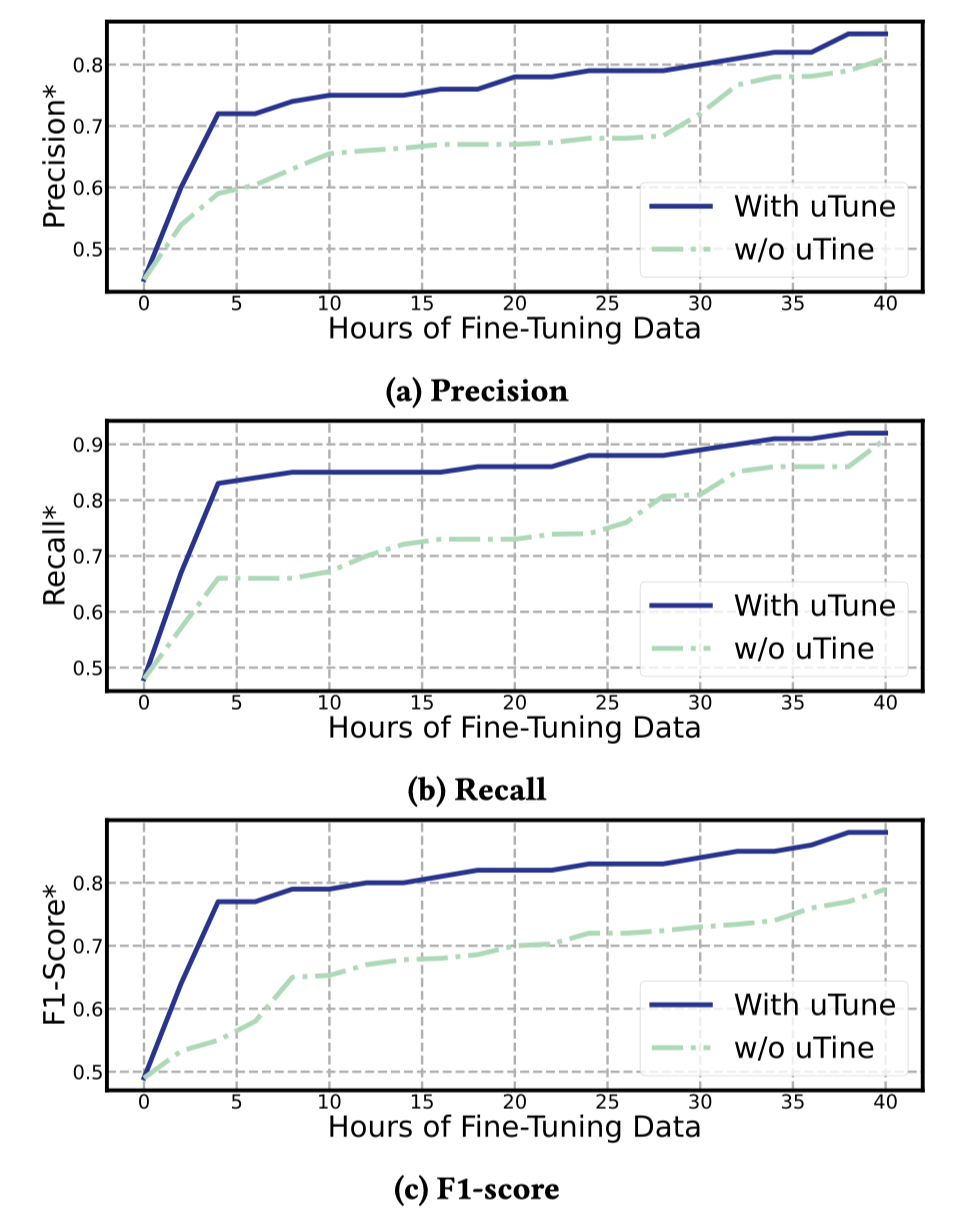 Precision*
0.8
0.7
0.6
0.5
With uTune
w/o uTine
0 5 10 15 20 25 30 35 40
Hours of Fine-Tuning Data
(a) Precision
Recall*
0.9
0.8
0.7
0.6
0.5
With uTune
w/o uTine
0 5 10 15 20 25 30 35 40
Hours of Fine-Tuning Data
(b) Recall
F1-Score*
0.8
0.7
0.6
0.5
With uTune
w/o uTine
0 5 10 15 20 25 30 35 40
Hours of Fine-Tuning Data
(c) F1-score